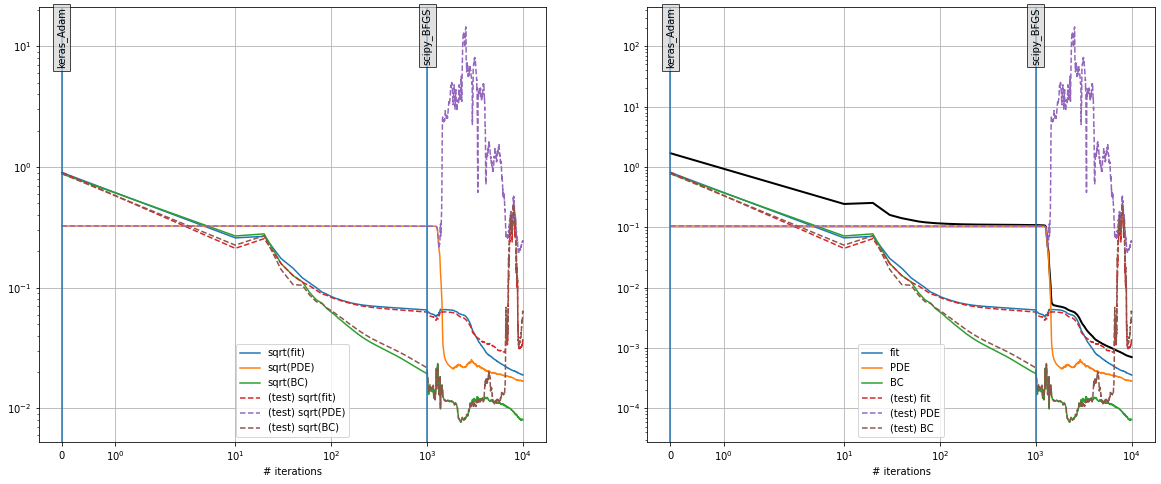 keras_Adam
scipy_BFGS
10¹
10⁰
10⁻¹
10⁻²
sqrt(fit)
sqrt(PDE)
sqrt(BC)
(test) sqrt(fit)
(test) sqrt(PDE)
(test) sqrt(BC)
0 10⁰ 10¹ 10² 10³ 10⁴
# iterations
keras_Adam
scipy_BFGS
10²
10¹
10⁰
10⁻¹
10⁻²
10⁻³
10⁻⁴
fit
PDE
BC
(test) fit
(test) PDE
(test) BC
0 10⁰ 10¹ 10² 10³ 10⁴
# iterations